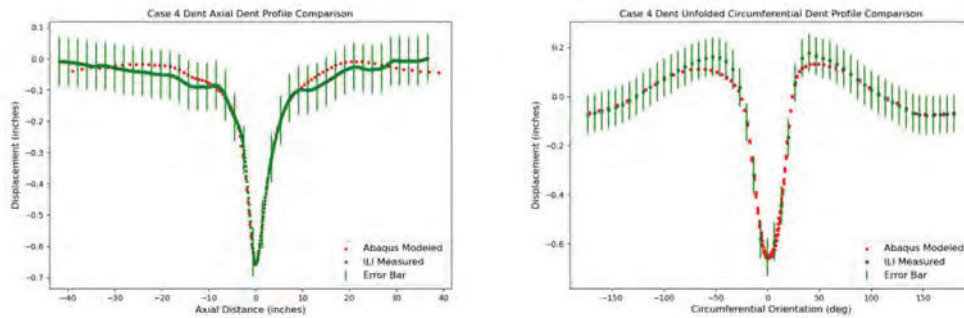 Case 4 Dent Axial Dent Profile Comparison
0.0
−0.1
−0.2
−0.3
−0.4
−0.5
−0.6
−0.7
Displacement (inches)
Abaqus Modeled
ILI Measured
Error Bar
−40 −30 −20 −10 0 10 20 30 40
Axial Distance (inches)
Case 4 Dent Unfolded Circumferential Dent Profile Comparison
0.2
0.0
−0.2
−0.4
−0.6
Displacement (inches)
Abaqus Modeled
ILI Measured
Error Bar
−150 −100 −50 0 50 100 150
Circumferential Orientation (deg)